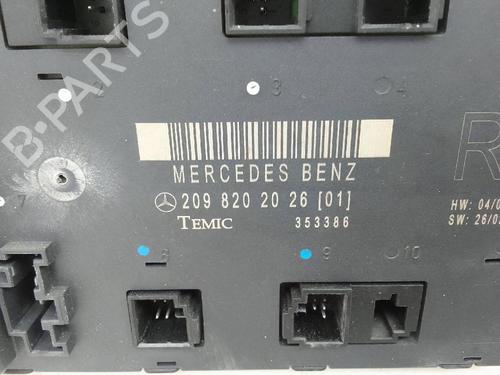 B-PARTS
2 3 4
MERCEDES BENZ
209 820 20 26 [01]
TEMIC 353386
R
HW: 04/0
SW: 26/0
8 9 10